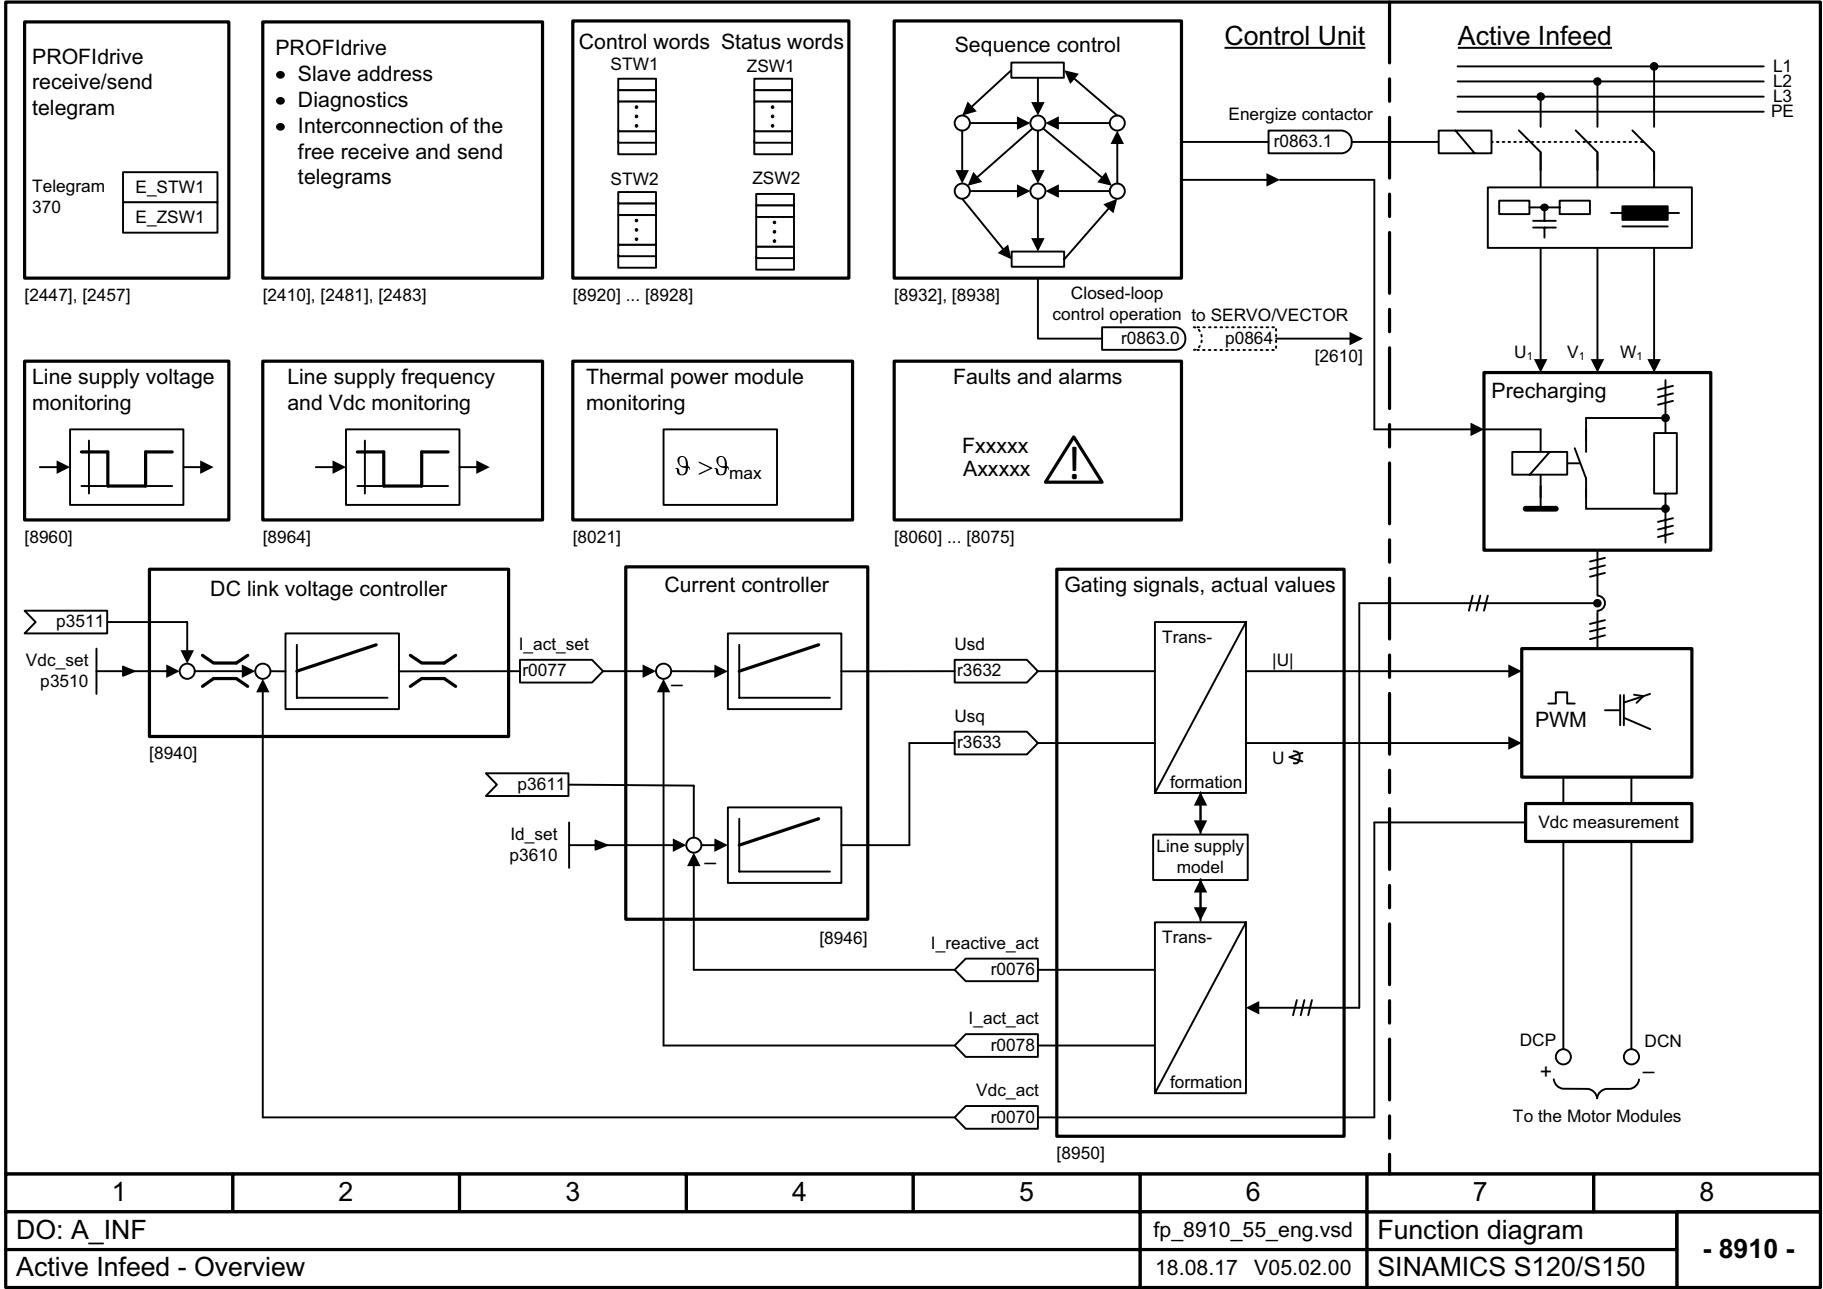 PROFIdrive
receive/send
telegram
Telegram
370
E_STW1
E_ZSW1
[2447], [2457]
PROFIdrive
• Slave address
• Diagnostics
• Interconnection of the
free receive and send
telegrams
[2410], [2481], [2483]
Control words Status words
STW1 ZSW1
STW2 ZSW2
[8920] ... [8928]
Sequence control
[8932], [8938]
Control Unit
Active Infeed
L1
L2
L3
PE
Energize contactor
r0863.1
Closed-loop
control operation
r0863.0
to SERVO/VECTOR
p0864
[2610]
U1 V1 W1
Precharging
Line supply voltage
monitoring
[8960]
Line supply frequency
and Vdc monitoring
[8964]
Thermal power module
monitoring
ϑ >ϑmax
[8021]
Faults and alarms
Fxxxxx
Axxxxx
!
[8060] ... [8075]
DC link voltage controller
p3511
Vdc_set
p3510
[8940]
I_act_set
r0077
Current controller
p3611
Id_set
p3610
–
–
[8946]
Usd
r3632
Usq
r3633
Gating signals, actual values
Trans-
formation
|U|
U ∢
Line supply
model
Trans-
formation
I_reactive_act
r0076
I_act_act
r0078
Vdc_act
r0070
[8950]
PWM
Vdc measurement
DCP
DCN
+
–
To the Motor Modules
1 2 3 4 5 6 7 8
DO: A_INF
fp_8910_55_eng.vsd
Function diagram
- 8910 -
Active Infeed - Overview
18.08.17 V05.02.00
SINAMICS S120/S150